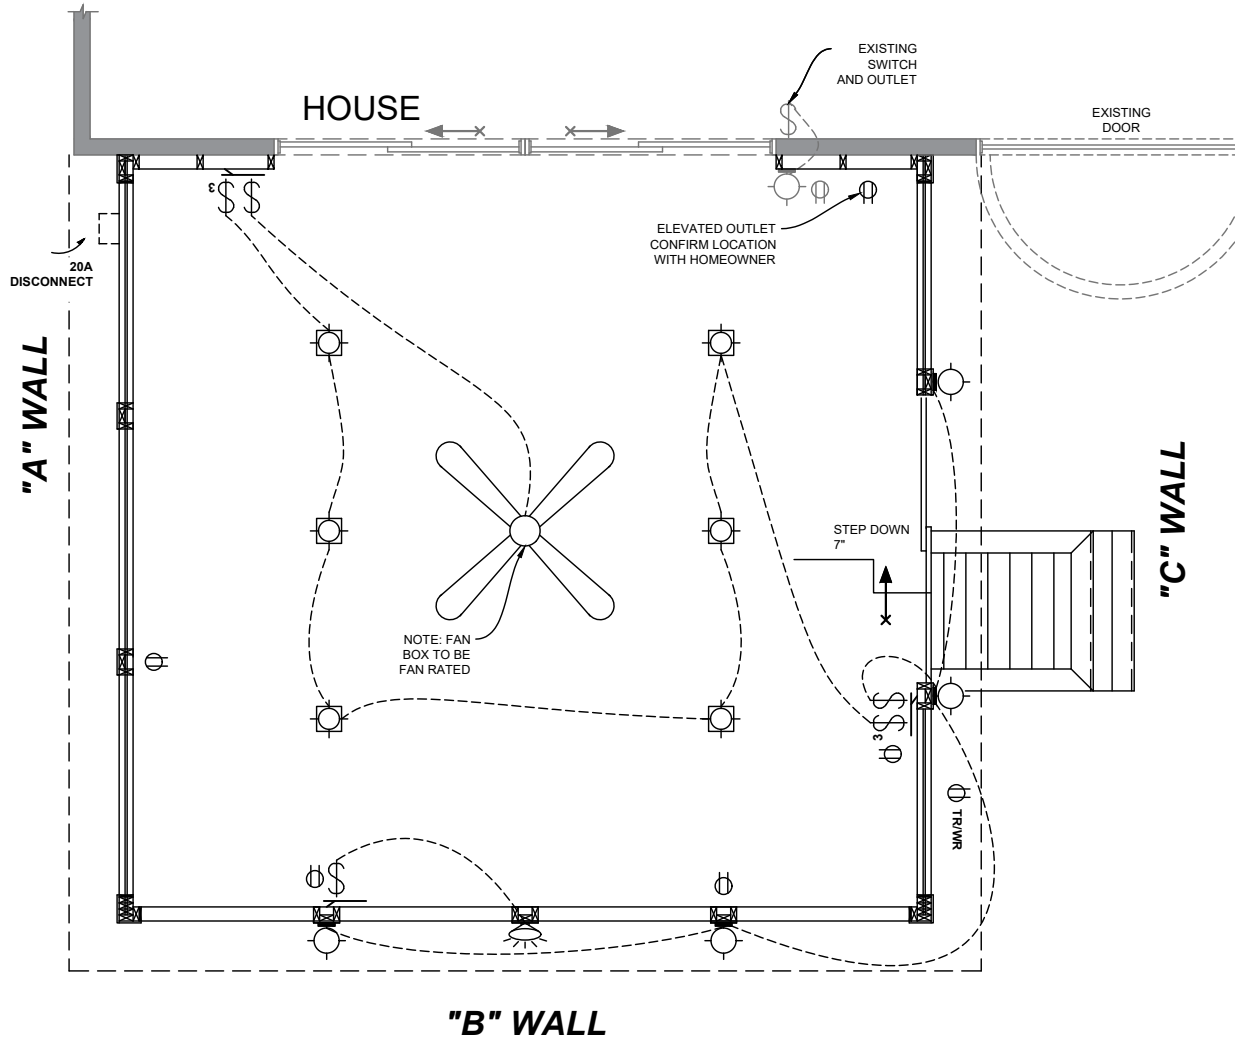 EXISTING
SWITCH
AND OUTLET
HOUSE
EXISTING
DOOR
3
ELEVATED OUTLET
CONFIRM LOCATION
WITH HOMEOWNER
20A
DISCONNECT
"A" WALL
"C" WALL
STEP DOWN
7"
NOTE: FAN
BOX TO BE
FAN RATED
3
TR/WR
"B" WALL